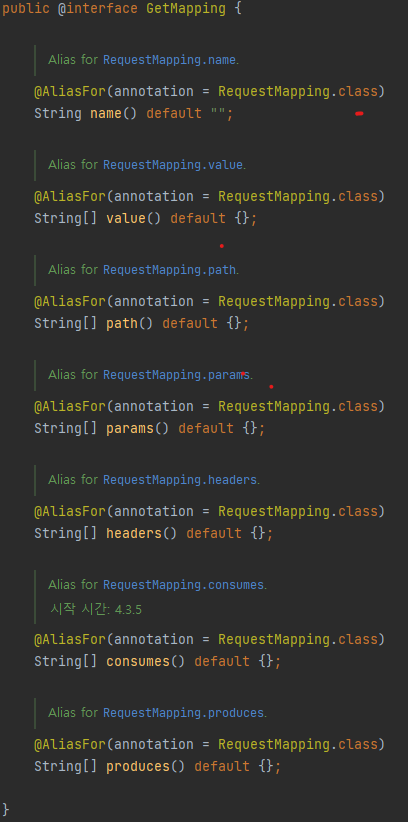 public @interface GetMapping {
Alias for RequestMapping.name.
@AliasFor(annotation = RequestMapping.class)
String name() default "";
Alias for RequestMapping.value.
@AliasFor(annotation = RequestMapping.class)
String[] value() default {};
Alias for RequestMapping.path.
@AliasFor(annotation = RequestMapping.class)
String[] path() default {};
Alias for RequestMapping.params.
@AliasFor(annotation = RequestMapping.class)
String[] params() default {};
Alias for RequestMapping.headers.
@AliasFor(annotation = RequestMapping.class)
String[] headers() default {};
Alias for RequestMapping.consumes.
시작 시간: 4.3.5
@AliasFor(annotation = RequestMapping.class)
String[] consumes() default {};
Alias for RequestMapping.produces.
@AliasFor(annotation = RequestMapping.class)
String[] produces() default {};
}